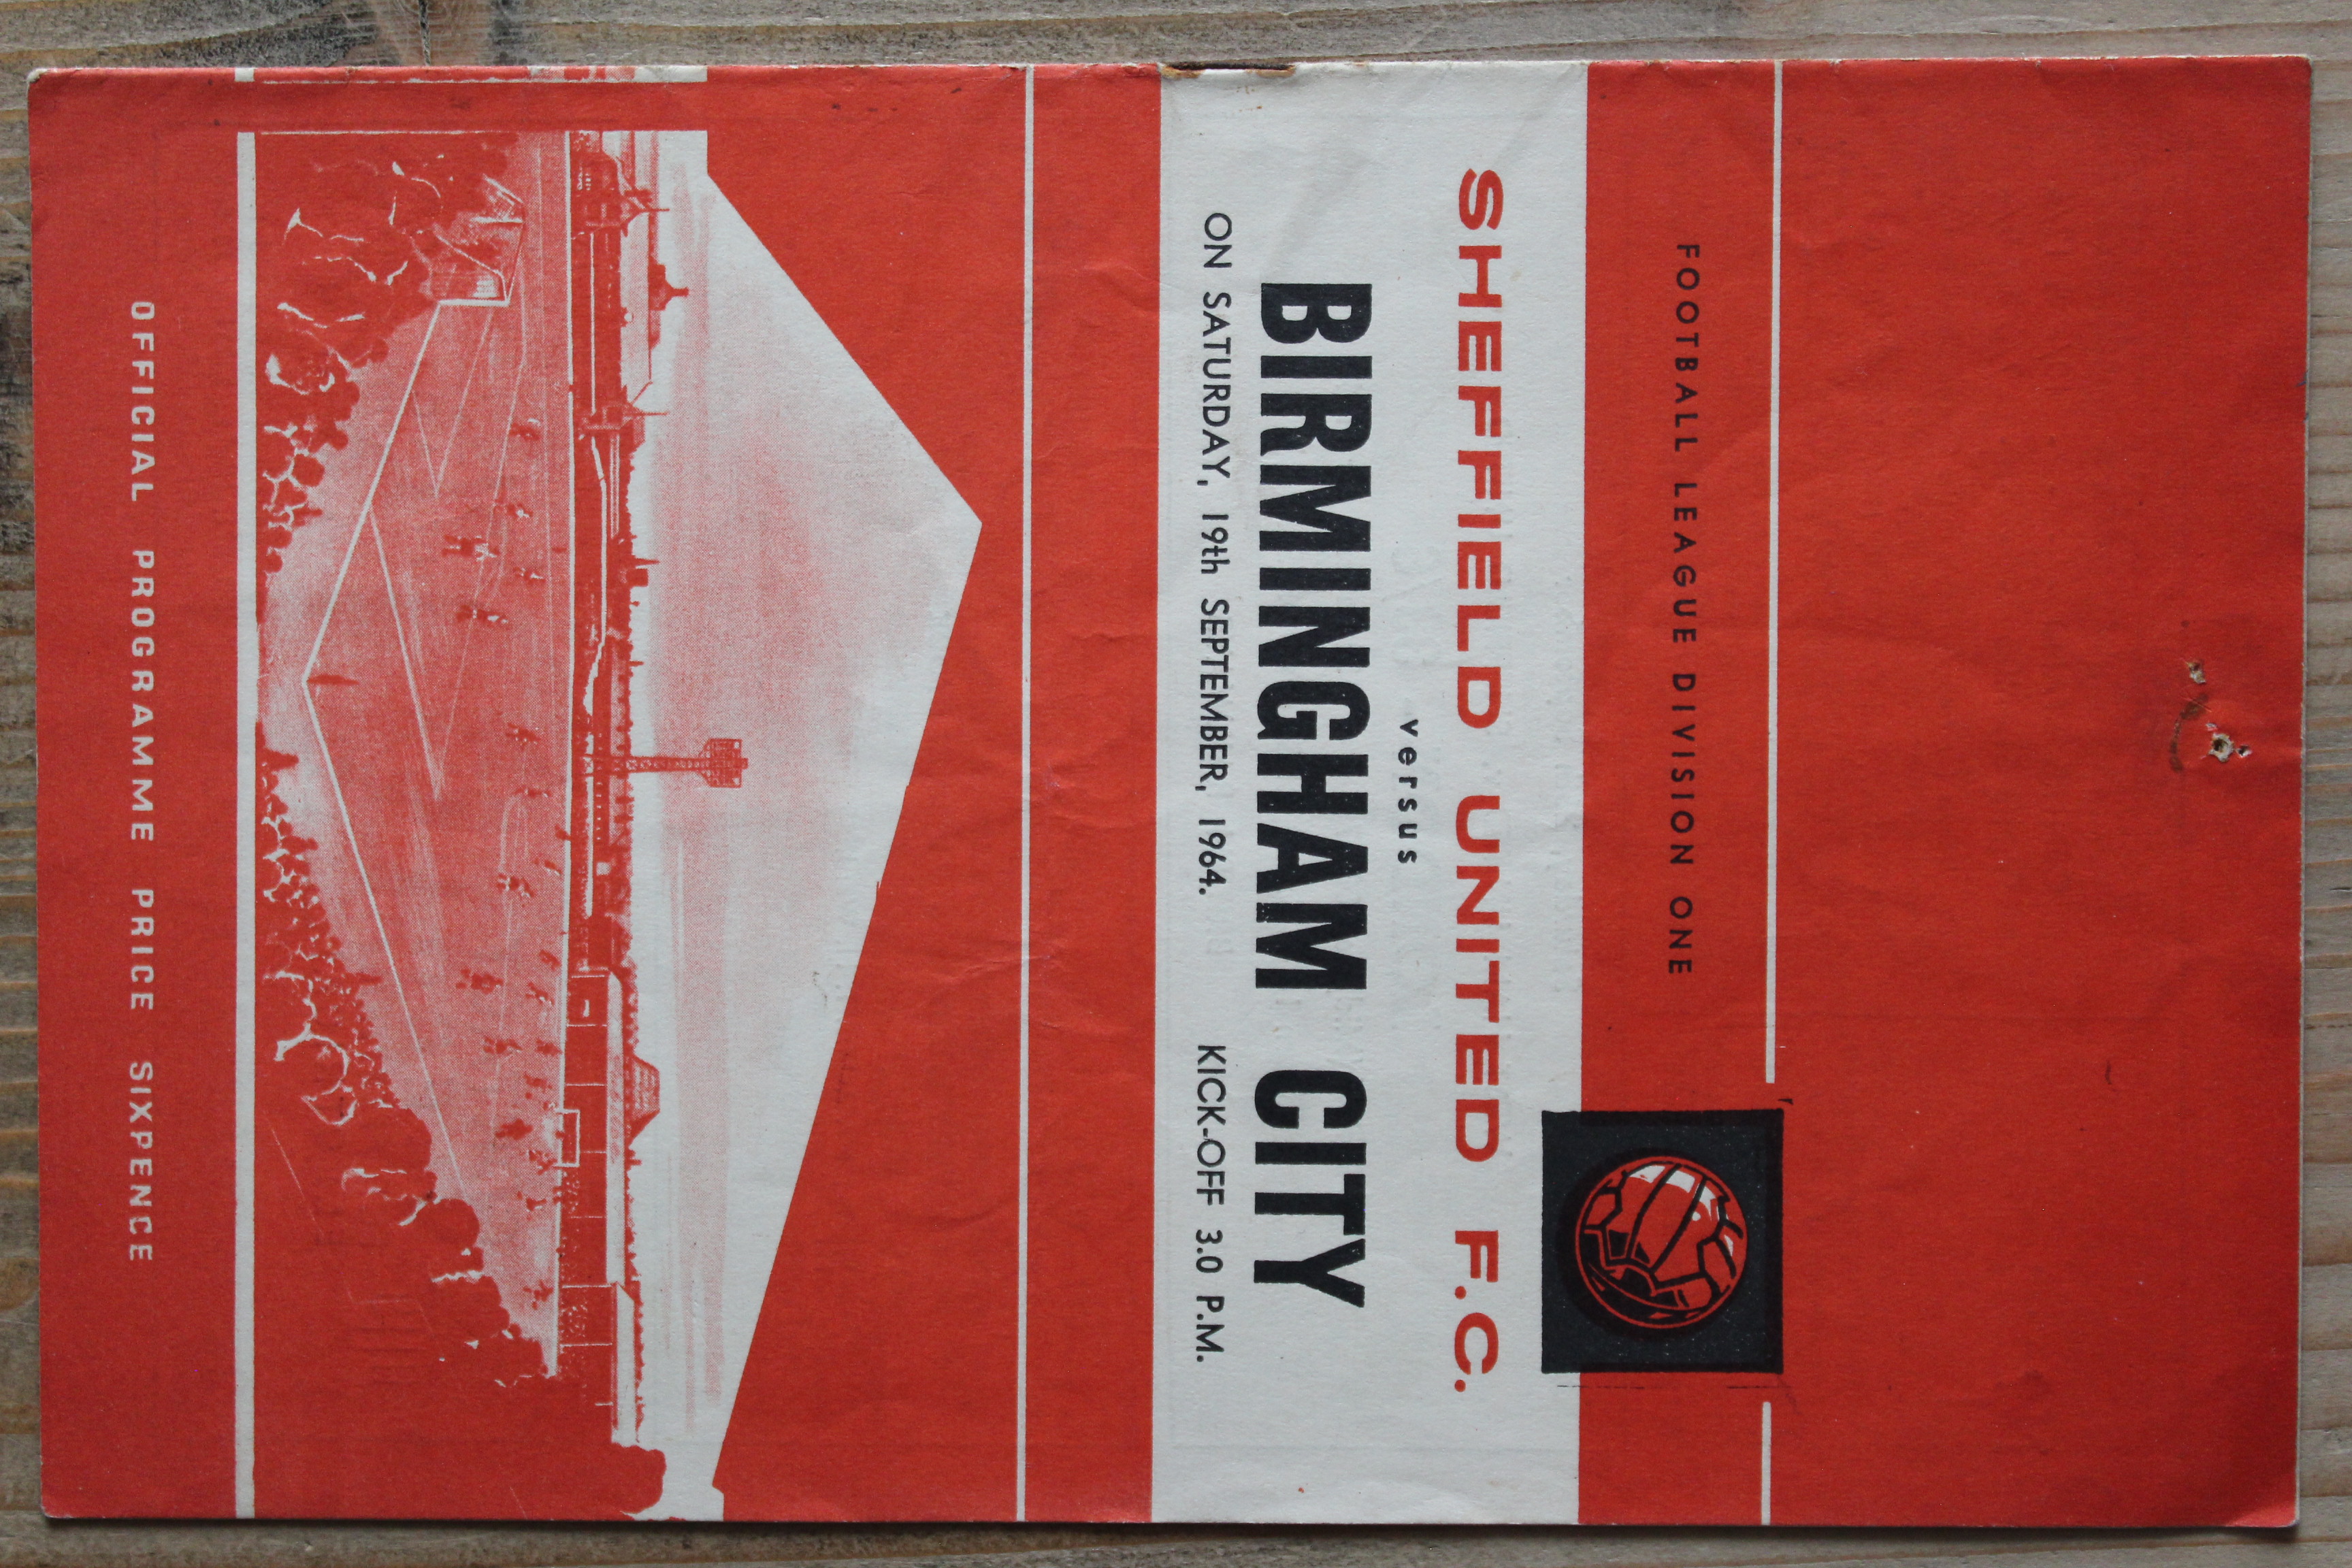 FOOTBALL LEAGUE DIVISION ONE
SHEFFIELD UNITED F.C.
versus
BIRMINGHAM CITY
ON SATURDAY, 19th SEPTEMBER, 1964. KICK-OFF 3.0 P.M.
OFFICIAL PROGRAMME PRICE SIXPENCE